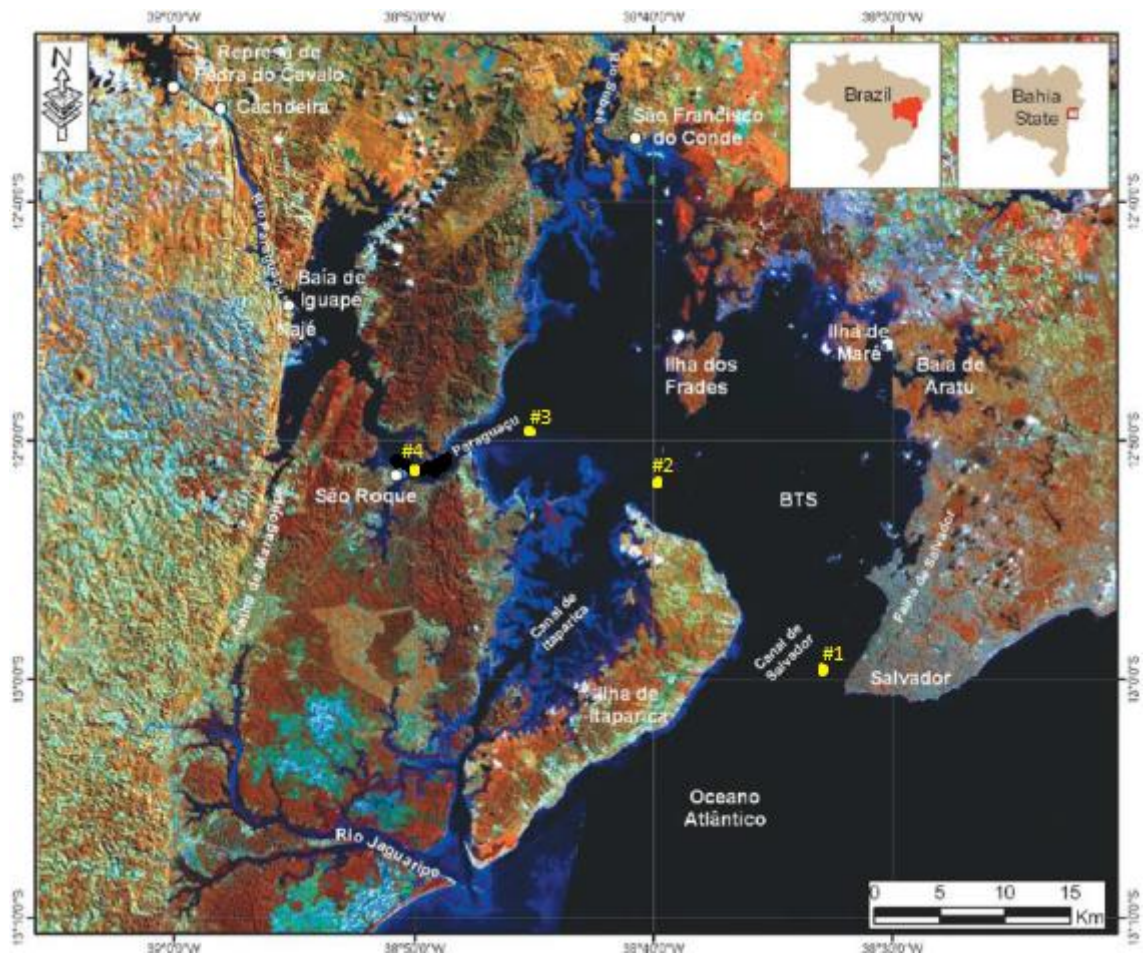 39°0'0"W
38°50'0"W
38°40'0"W
38°30'0"W
N
Represa de
Pedra do Cavalo
Cachoeira
Rio Subaé
São Francisco
do Conde
Brazil
Bahia
State
12°40'0"S
12°40'0"S
Baía de
Iguape
Najé
Ilha dos
Frades
Ilha de
Maré
Baía de
Aratu
#3
Paraguaçu
#4
São Roque
12°50'0"S
12°50'0"S
#2
BTS
Falha de Maragogipe
Falha de Salvador
Canal de
Itaparica
Canal de
Salvador
#1
Salvador
Ilha de
Itaparica
13°0'0"S
13°0'0"S
Oceano
Atlântico
Rio Jaguaripe
0 5 10 15
Km
13°10'0"S
13°10'0"S
39°0'0"W
38°50'0"W
38°40'0"W
38°30'0"W